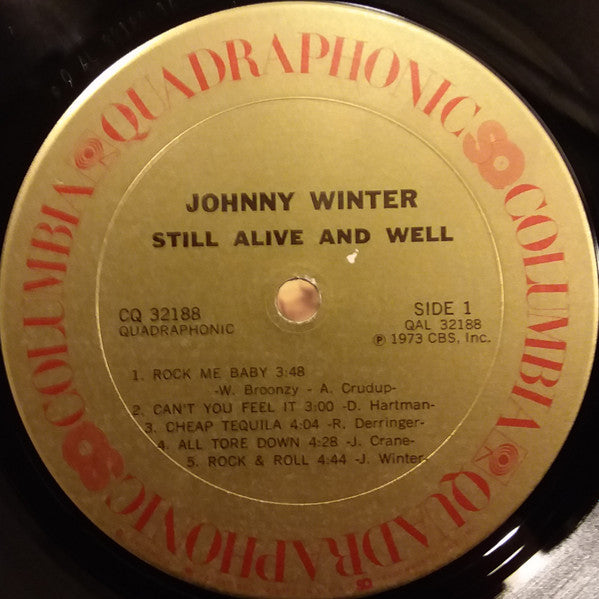 COLUMBIA QUADRAPHONIC SQ COLUMBIA QUADRAPHONIC SQ
JOHNNY WINTER
STILL ALIVE AND WELL
CQ 32188
QUADRAPHONIC
SIDE 1
QAL 32188
Ⓟ 1973 CBS, Inc.
1. ROCK ME BABY 3:48
-W. Broonzy - A. Crudup-
2. CAN'T YOU FEEL IT 3:00 -D. Hartman-
3. CHEAP TEQUILA 4:04 -R. Derringer-
4. ALL TORE DOWN 4:28 -J. Crane-
5. ROCK & ROLL 4:44 -J. Winter-